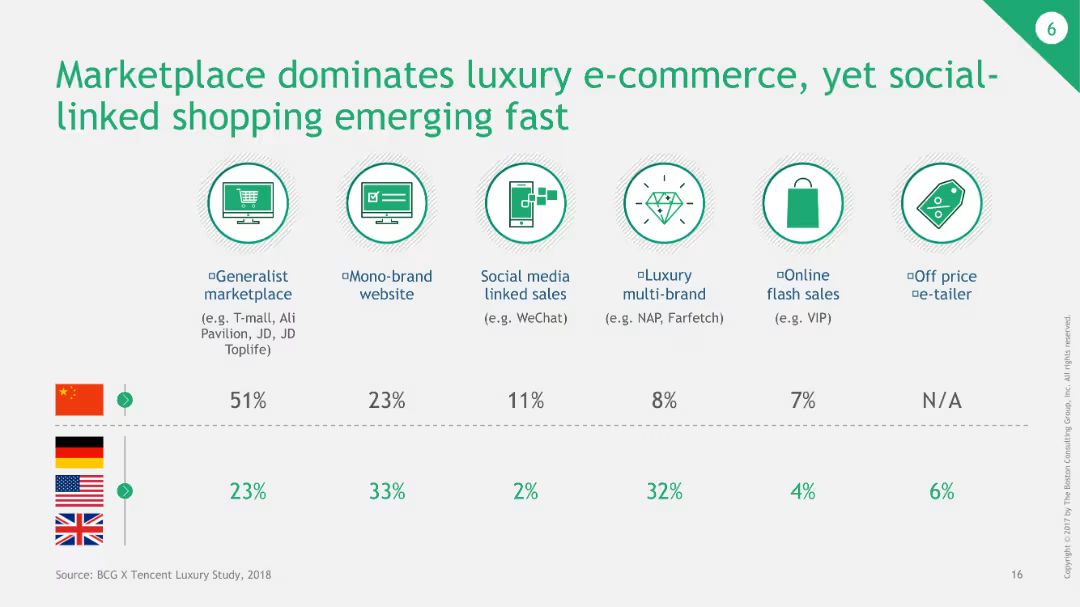 6
Marketplace dominates luxury e-commerce, yet social-
linked shopping emerging fast
Generalist
marketplace
(e.g. T-mall, Ali
Pavilion, JD, JD
Toplife)
Mono-brand
website
Social media
linked sales
(e.g. WeChat)
Luxury
multi-brand
(e.g. NAP, Farfetch)
Online
flash sales
(e.g. VIP)
Off price
e-tailer
51% 23% 11% 8% 7% N/A
23% 33% 2% 32% 4% 6%
Source: BCG X Tencent Luxury Study, 2018
16
Copyright © 2017 by The Boston Consulting Group, Inc. All rights reserved.